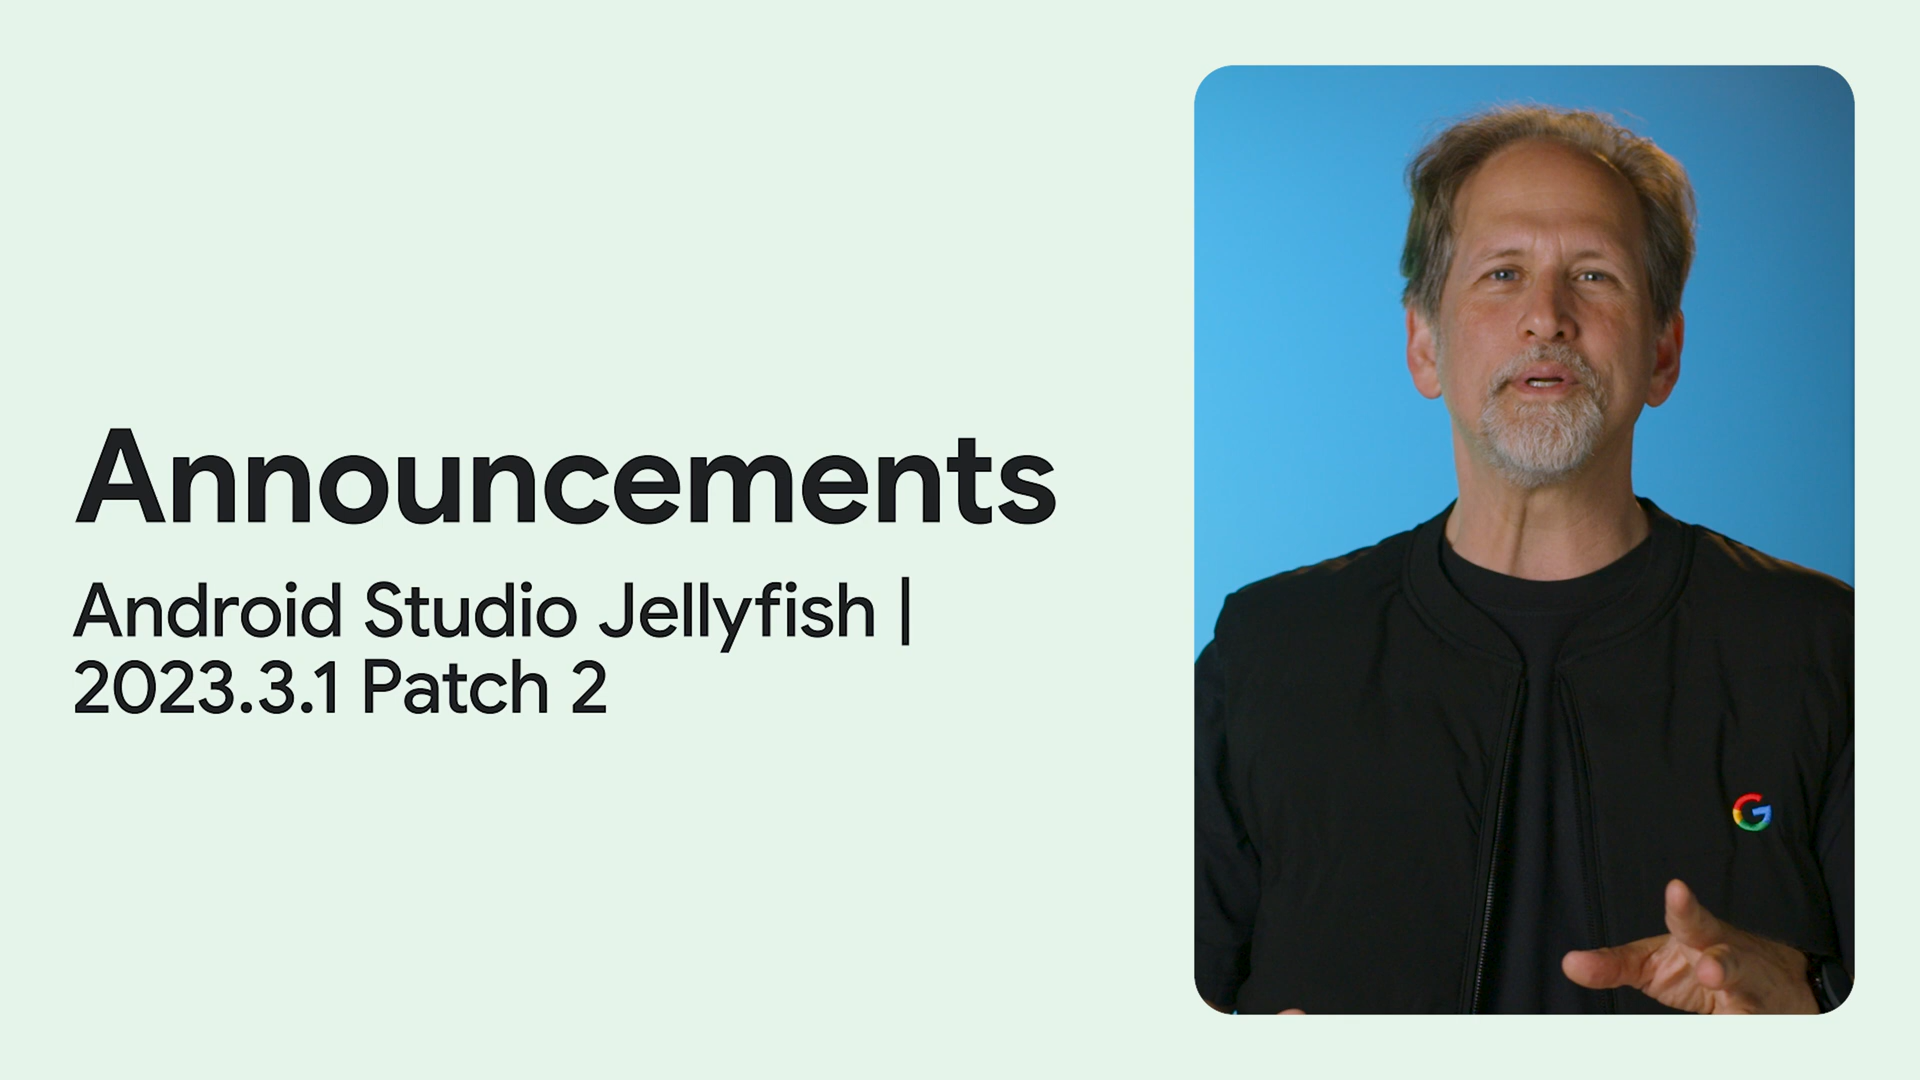 Announcements
Android Studio Jellyfish |
2023.3.1 Patch 2
G